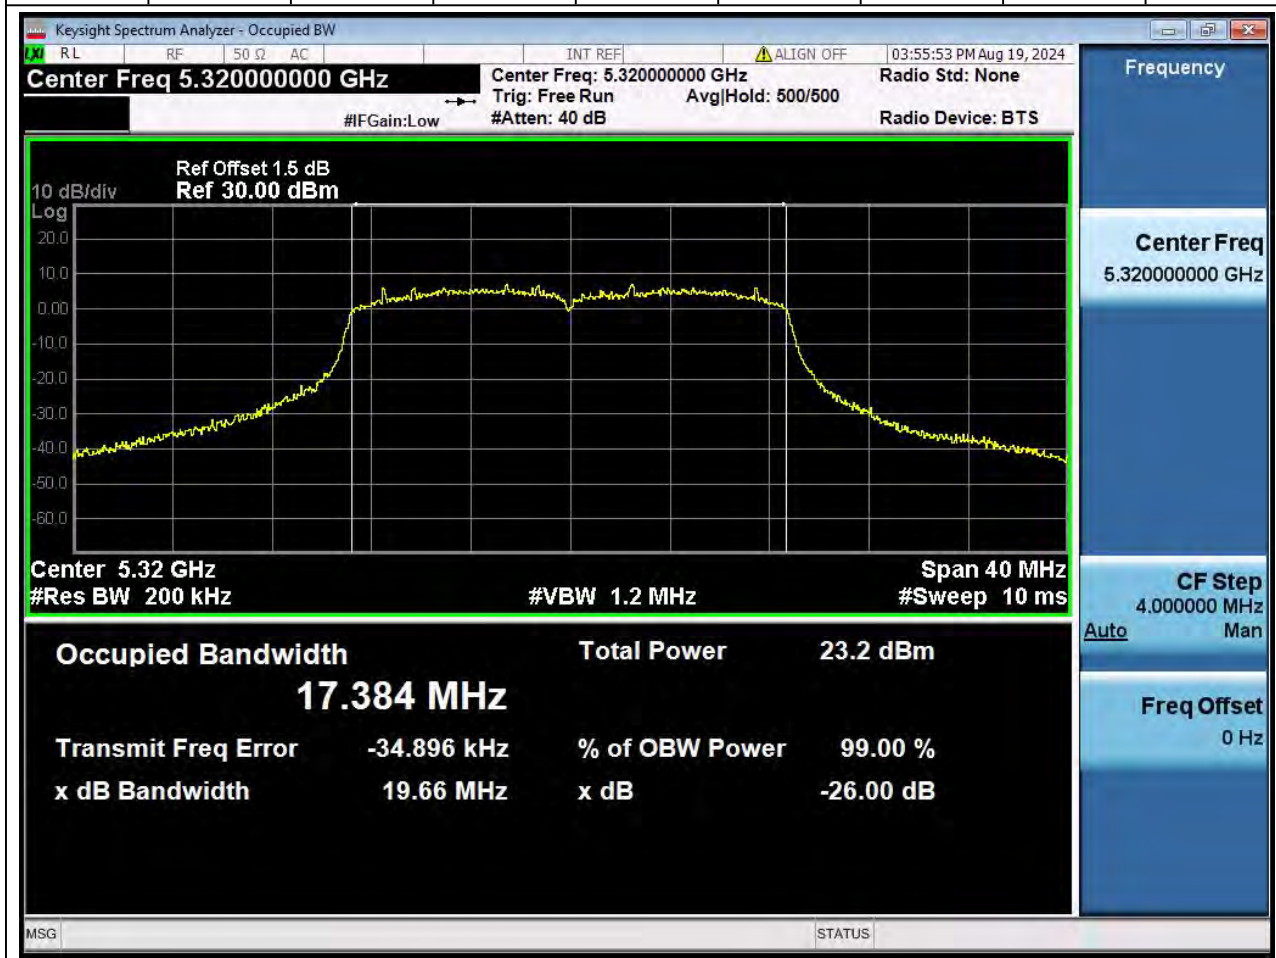 Keysight Spectrum Analyzer - Occupied BW
LXI RL RF 50 Ω AC INT REF ALIGN OFF 03:55:53 PM Aug 19, 2024
Center Freq 5.320000000 GHz
Center Freq: 5.320000000 GHz
Radio Std: None
Trig: Free Run Avg|Hold: 500/500
#IFGain:Low
#Atten: 40 dB
Radio Device: BTS
Ref Offset 1.5 dB
10 dB/div Ref 30.00 dBm
Log
20.0
10.0
0.00
-10.0
-20.0
-30.0
-40.0
-50.0
-60.0
Center 5.32 GHz Span 40 MHz
#Res BW 200 kHz #VBW 1.2 MHz #Sweep 10 ms
Occupied Bandwidth Total Power 23.2 dBm
17.384 MHz
Transmit Freq Error -34.896 kHz % of OBW Power 99.00 %
x dB Bandwidth 19.66 MHz x dB -26.00 dB
Frequency
Center Freq
5.320000000 GHz
CF Step
4.000000 MHz
Auto Man
Freq Offset
0 Hz
MSG STATUS